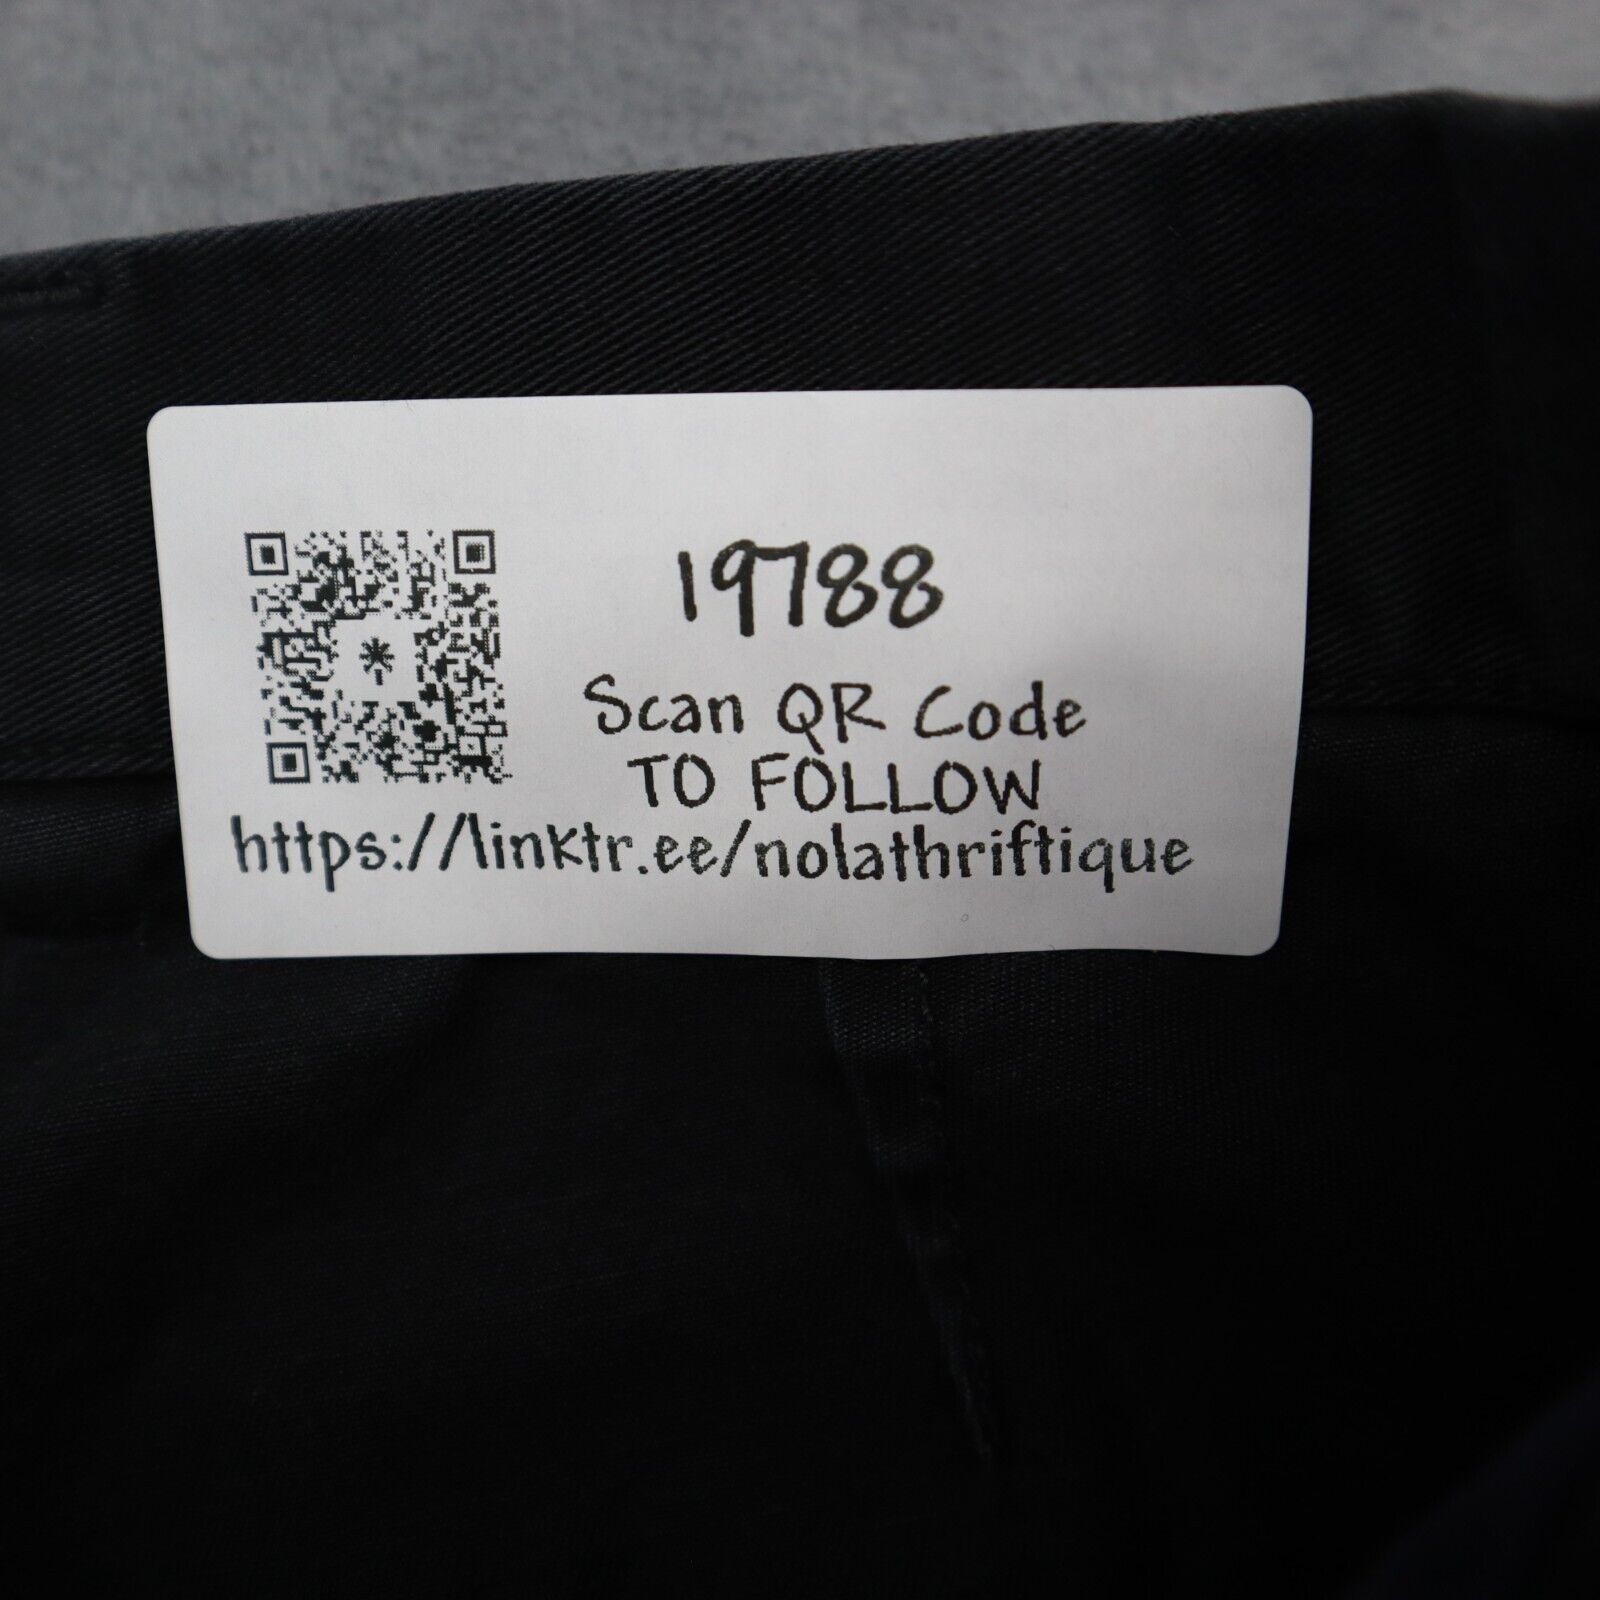 19788
Scan QR Code
TO FOLLOW
https://linktr.ee/nolathriftique